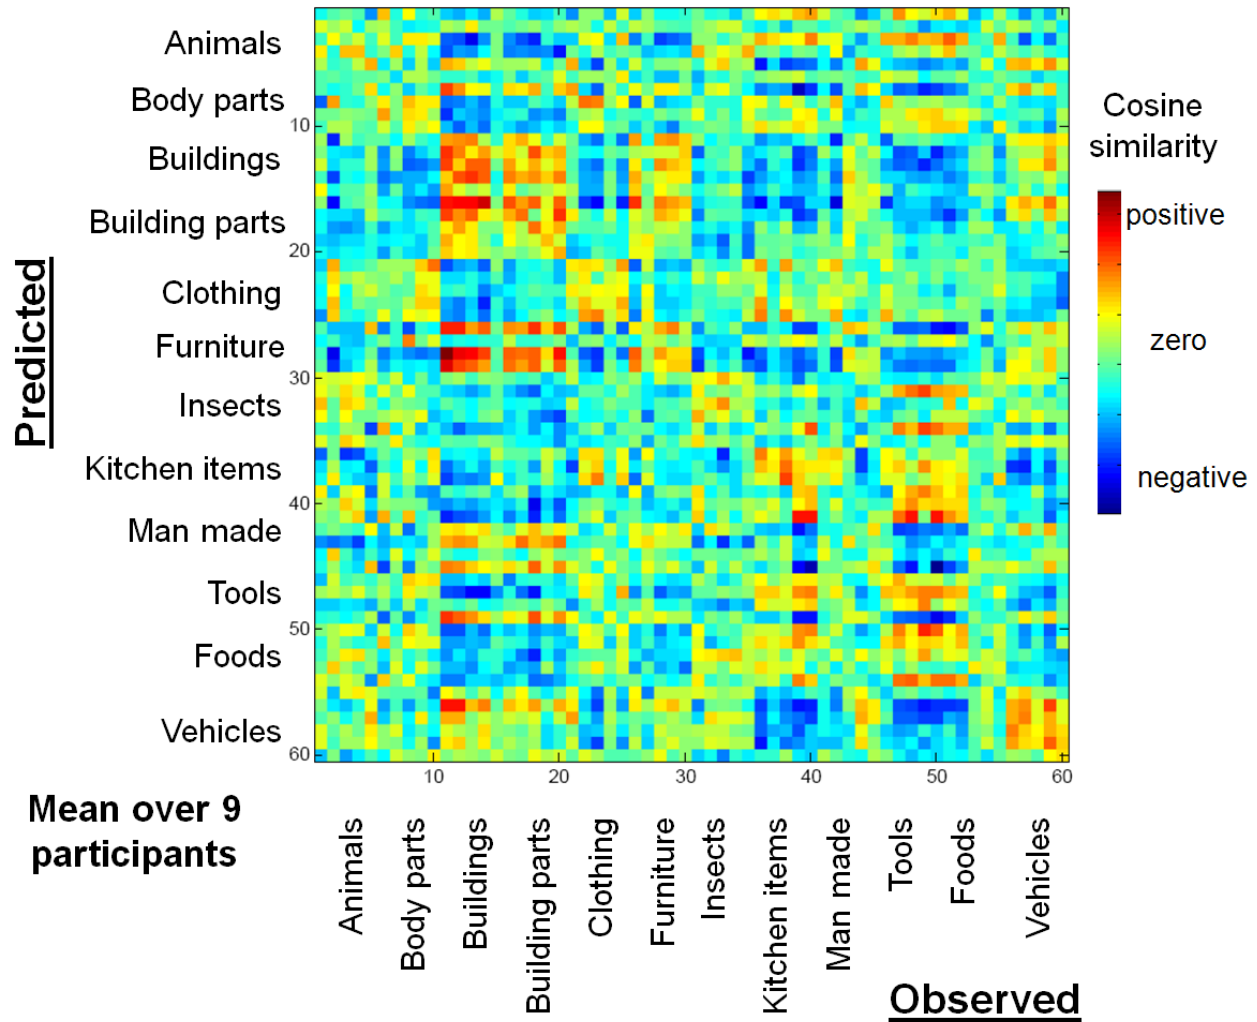 Animals
Body parts
10
Buildings
Building parts
20
Clothing
Furniture
30
Insects
Kitchen items
40
Man made
Tools
50
Foods
Vehicles
60
Predicted
10 20 30 40 50 60
Cosine
similarity
positive
zero
negative
Mean over 9
participants
Animals
Body parts
Buildings
Building parts
Clothing
Furniture
Insects
Kitchen items
Man made
Tools
Foods
Vehicles
Observed